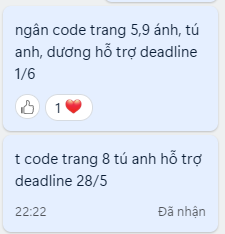 ngân code trang 5,9 ánh, tú
anh, dương hỗ trợ deadline
1/6
1
t code trang 8 tú anh hỗ trợ
deadline 28/5
22:22 Đã nhận